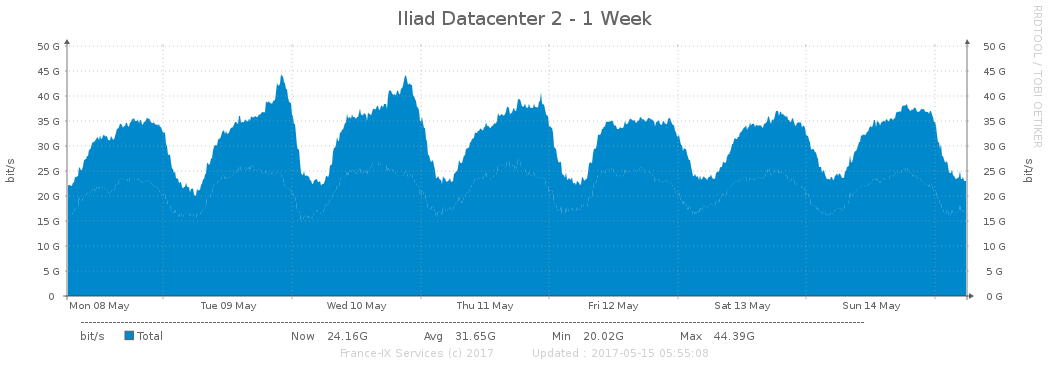 Iliad Datacenter 2 - 1 Week
RRDTOOL / TOBI OETIKER
50 G 50 G
45 G 45 G
40 G 40 G
35 G 35 G
30 G 30 G
25 G 25 G
20 G 20 G
15 G 15 G
10 G 10 G
5 G 5 G
0 0 G
bit/s
bit/s
Mon 08 May Tue 09 May Wed 10 May Thu 11 May Fri 12 May Sat 13 May Sun 14 May
bit/s Total Now 24.16G Avg 31.65G Min 20.02G Max 44.39G
France-IX Services (c) 2017 Updated : 2017-05-15 05:55:08